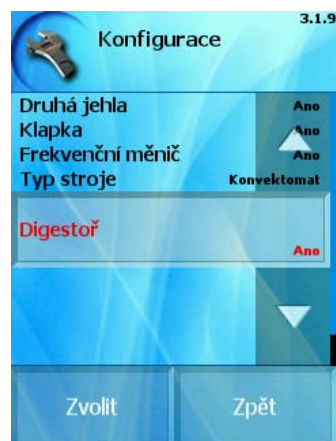 3.1.9
Konfigurace
Druhá jehla Ano
Klapka Ano
Frekvenční měnič Ano
Typ stroje Konvektomat
Digestoř
Ano
Zvolit Zpět